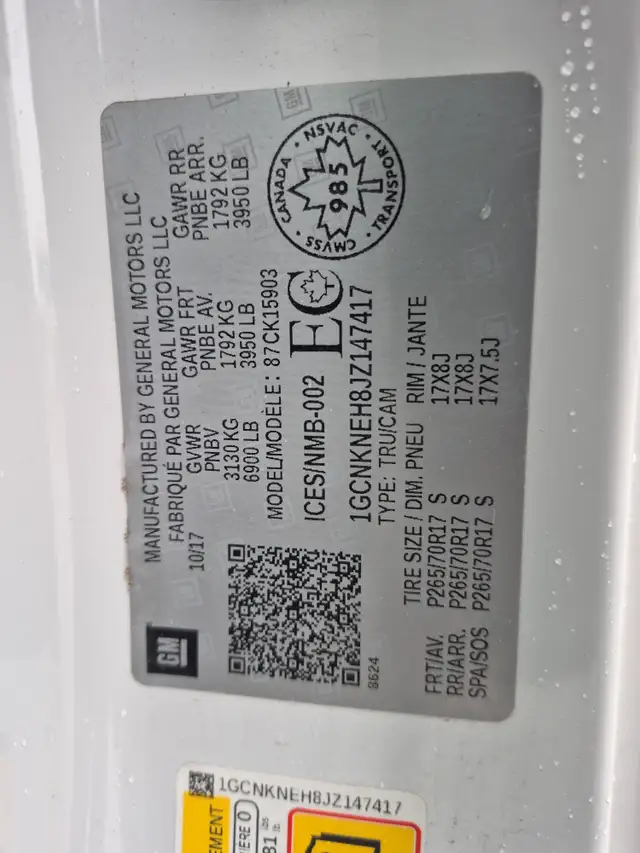 GM
MANUFACTURED BY GENERAL MOTORS LLC
FABRIQUÉ PAR GENERAL MOTORS LLC
10/17 GVWR GAWR FRT GAWR RR
PNBV PNBE AV. PNBE ARR.
3130 KG 1792 KG 1792 KG
6900 LB 3950 LB 3950 LB
MODEL/MODÈLE: 87CK15903
ICES/NMB-002 EC
CANADA · NSVAC · TRANSPORT · CMVSS
985
1GCNKNEH8JZ147417
TYPE: TRU/CAM
8624
TIRE SIZE / DIM. PNEU RIM / JANTE
FRT/AV. P265/70R17 S 17X8J
RR/ARR. P265/70R17 S 17X8J
SPA/SOS P265/70R17 S 17X7.5J
1GCNKNEH8JZ147417